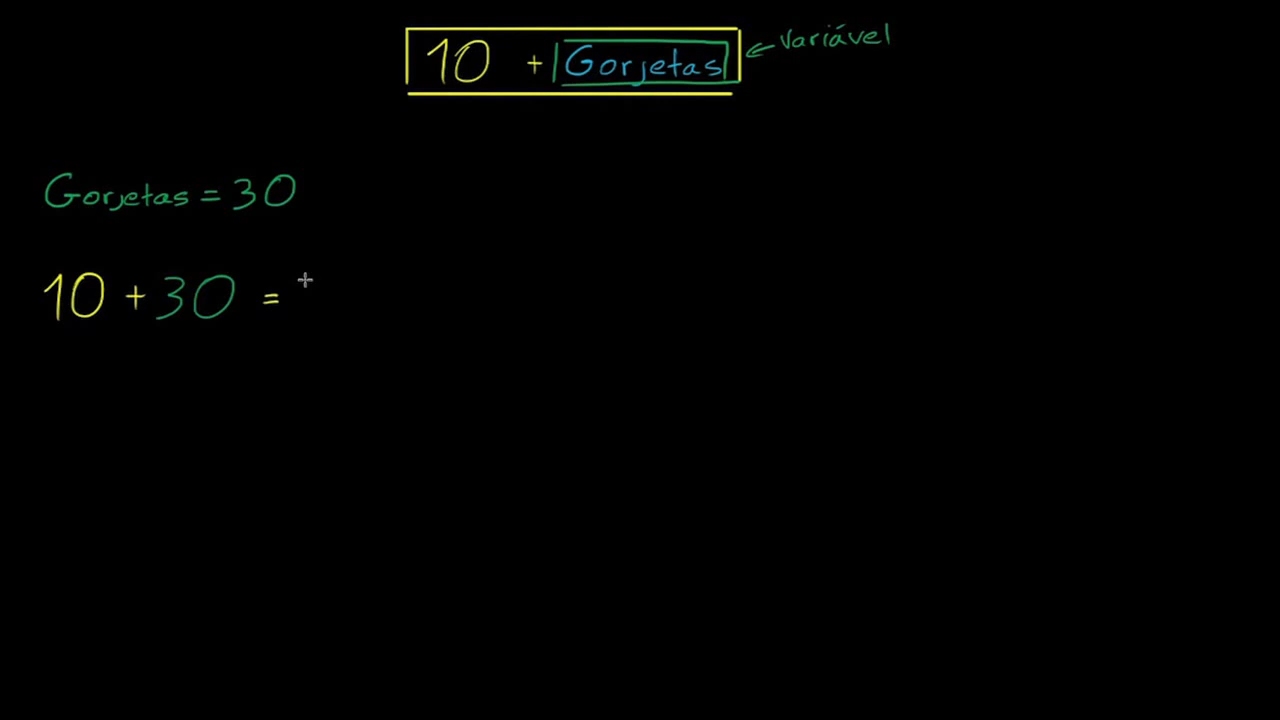 10 + Gorjetas
variável
Gorjetas = 30
10 + 30 =